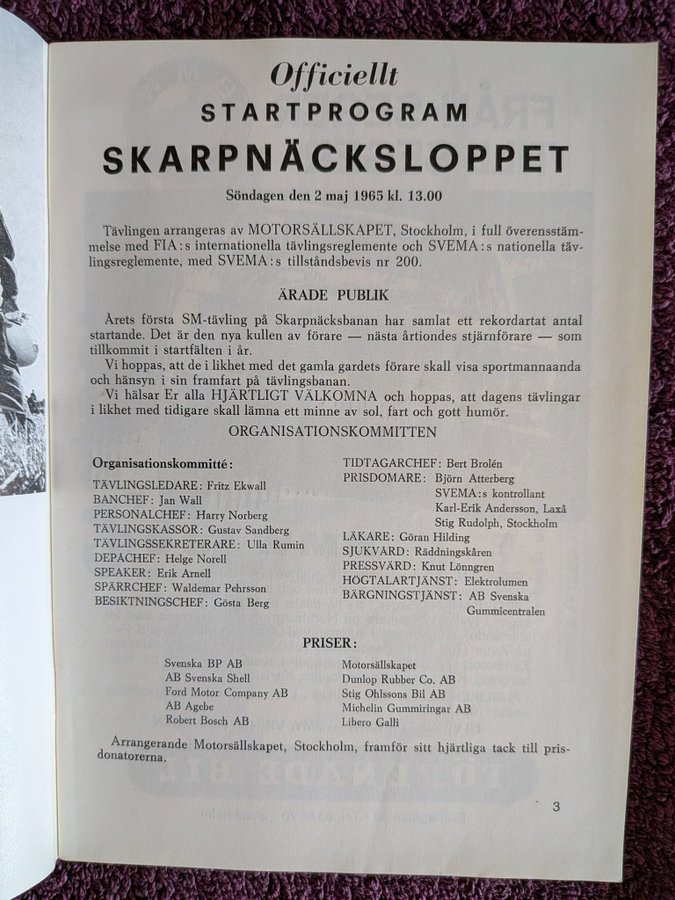 Officiellt
STARTPROGRAM
SKARPNÄCKSLOPPET
Söndagen den 2 maj 1965 kl. 13.00
Tävlingen arrangeras av MOTORSÄLLSKAPET, Stockholm, i full överensstäm-
melse med FIA:s internationella tävlingsreglemente och SVEMA:s nationella täv-
lingsreglemente, med SVEMA:s tillståndsbevis nr 200.
ÄRADE PUBLIK
Årets första SM-tävling på Skarpnäcksbanan har samlat ett rekordartat antal
startande. Det är den nya kullen av förare — nästa årtiondes stjärnförare — som
tillkommit i startfälten i år.
Vi hoppas, att de i likhet med det gamla gardets förare skall visa sportmannaanda
och hänsyn i sin framfart på tävlingsbanan.
Vi hälsar Er alla HJÄRTLIGT VÄLKOMNA och hoppas, att dagens tävlingar
i likhet med tidigare skall lämna ett minne av sol, fart och gott humör.
ORGANISATIONSKOMMITTEN
Organisationskommitté:
TÄVLINGSLEDARE: Fritz Ekwall
BANCHEF: Jan Wall
PERSONALCHEF: Harry Norberg
TÄVLINGSKASSÖR: Gustav Sandberg
TÄVLINGSSEKRETERARE: Ulla Rumin
DEPÅCHEF: Helge Norell
SPEAKER: Erik Arnell
SPÄRRCHEF: Waldemar Pehrsson
BESIKTNINGSCHEF: Gösta Berg
TIDTAGARCHEF: Bert Brolén
PRISDOMARE: Björn Atterberg
SVEMA:s kontrollant
Karl-Erik Andersson, Laxå
Stig Rudolph, Stockholm
LÄKARE: Göran Hilding
SJUKVÅRD: Räddningskåren
PRESSVÄRD: Knut Lönngren
HÖGTALARTJÄNST: Elektrolumen
BÄRGNINGSTJÄNST: AB Svenska
Gummicentralen
PRISER:
Svenska BP AB
AB Svenska Shell
Ford Motor Company AB
AB Agebe
Robert Bosch AB
Motorsällskapet
Dunlop Rubber Co. AB
Stig Ohlssons Bil AB
Michelin Gummiringar AB
Libero Galli
Arrangerande Motorsällskapet, Stockholm, framför sitt hjärtliga tack till pris-
donatorerna.
3